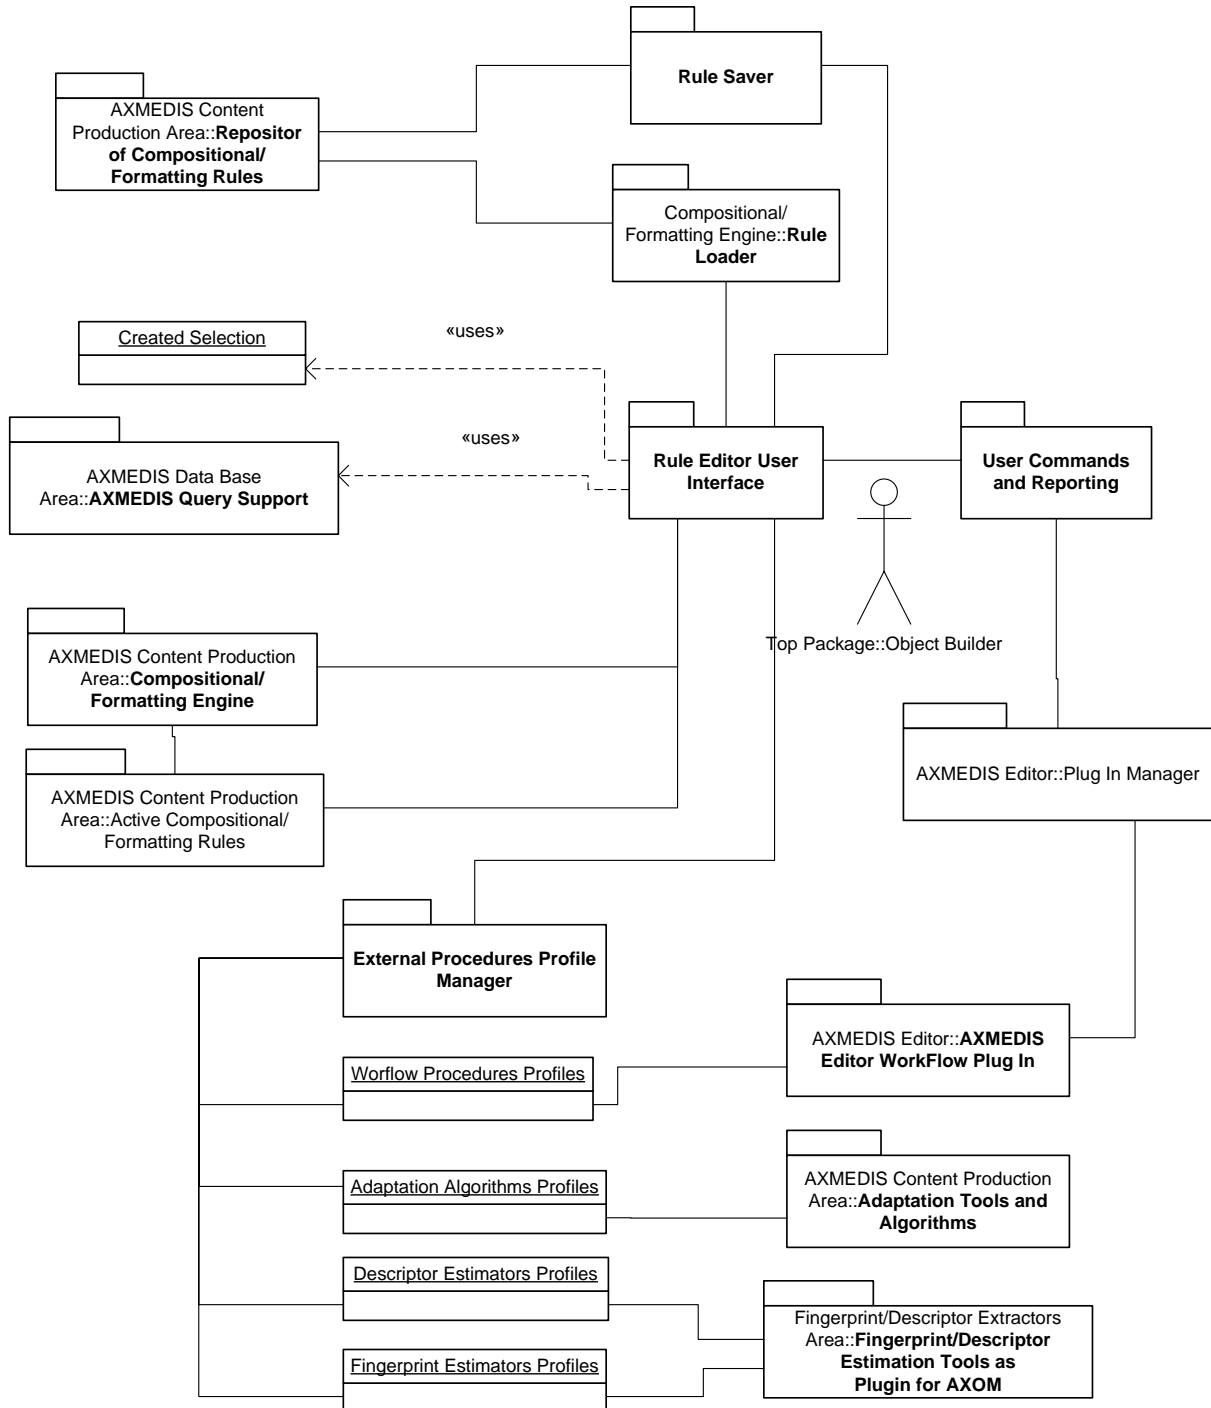 Rule Saver
AXMEDIS Content
Production Area::Repositor
of Compositional/
Formatting Rules
Compositional/
Formatting Engine::Rule
Loader
Created Selection
«uses»
«uses»
AXMEDIS Data Base
Area::AXMEDIS Query Support
Rule Editor User
Interface
User Commands
and Reporting
Top Package::Object Builder
AXMEDIS Content Production
Area::Compositional/
Formatting Engine
AXMEDIS Content Production
Area::Active Compositional/
Formatting Rules
AXMEDIS Editor::Plug In Manager
External Procedures Profile
Manager
AXMEDIS Editor::AXMEDIS
Editor WorkFlow Plug In
Worflow Procedures Profiles
Adaptation Algorithms Profiles
AXMEDIS Content Production
Area::Adaptation Tools and
Algorithms
Descriptor Estimators Profiles
Fingerprint/Descriptor Extractors
Area::Fingerprint/Descriptor
Estimation Tools as
Plugin for AXOM
Fingerprint Estimators Profiles